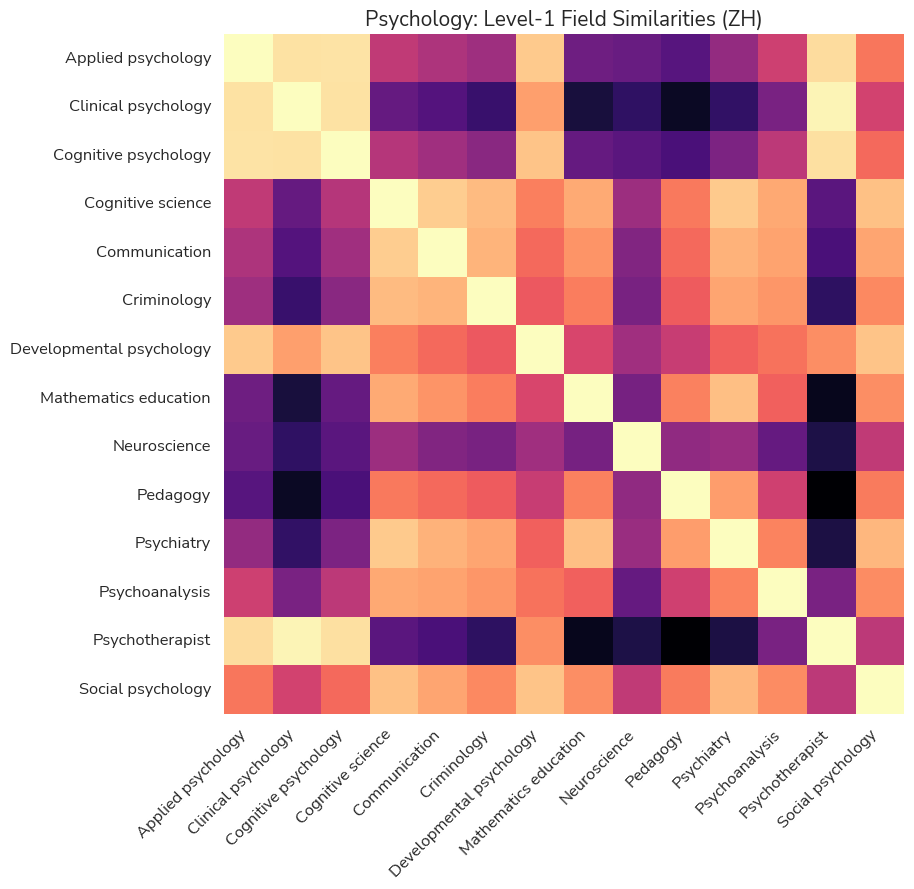 Psychology: Level-1 Field Similarities (ZH)
Applied psychology
Clinical psychology
Cognitive psychology
Cognitive science
Communication
Criminology
Developmental psychology
Mathematics education
Neuroscience
Pedagogy
Psychiatry
Psychoanalysis
Psychotherapist
Social psychology
Applied psychology
Clinical psychology
Cognitive psychology
Cognitive science
Communication
Criminology
Developmental psychology
Mathematics education
Neuroscience
Pedagogy
Psychiatry
Psychoanalysis
Psychotherapist
Social psychology